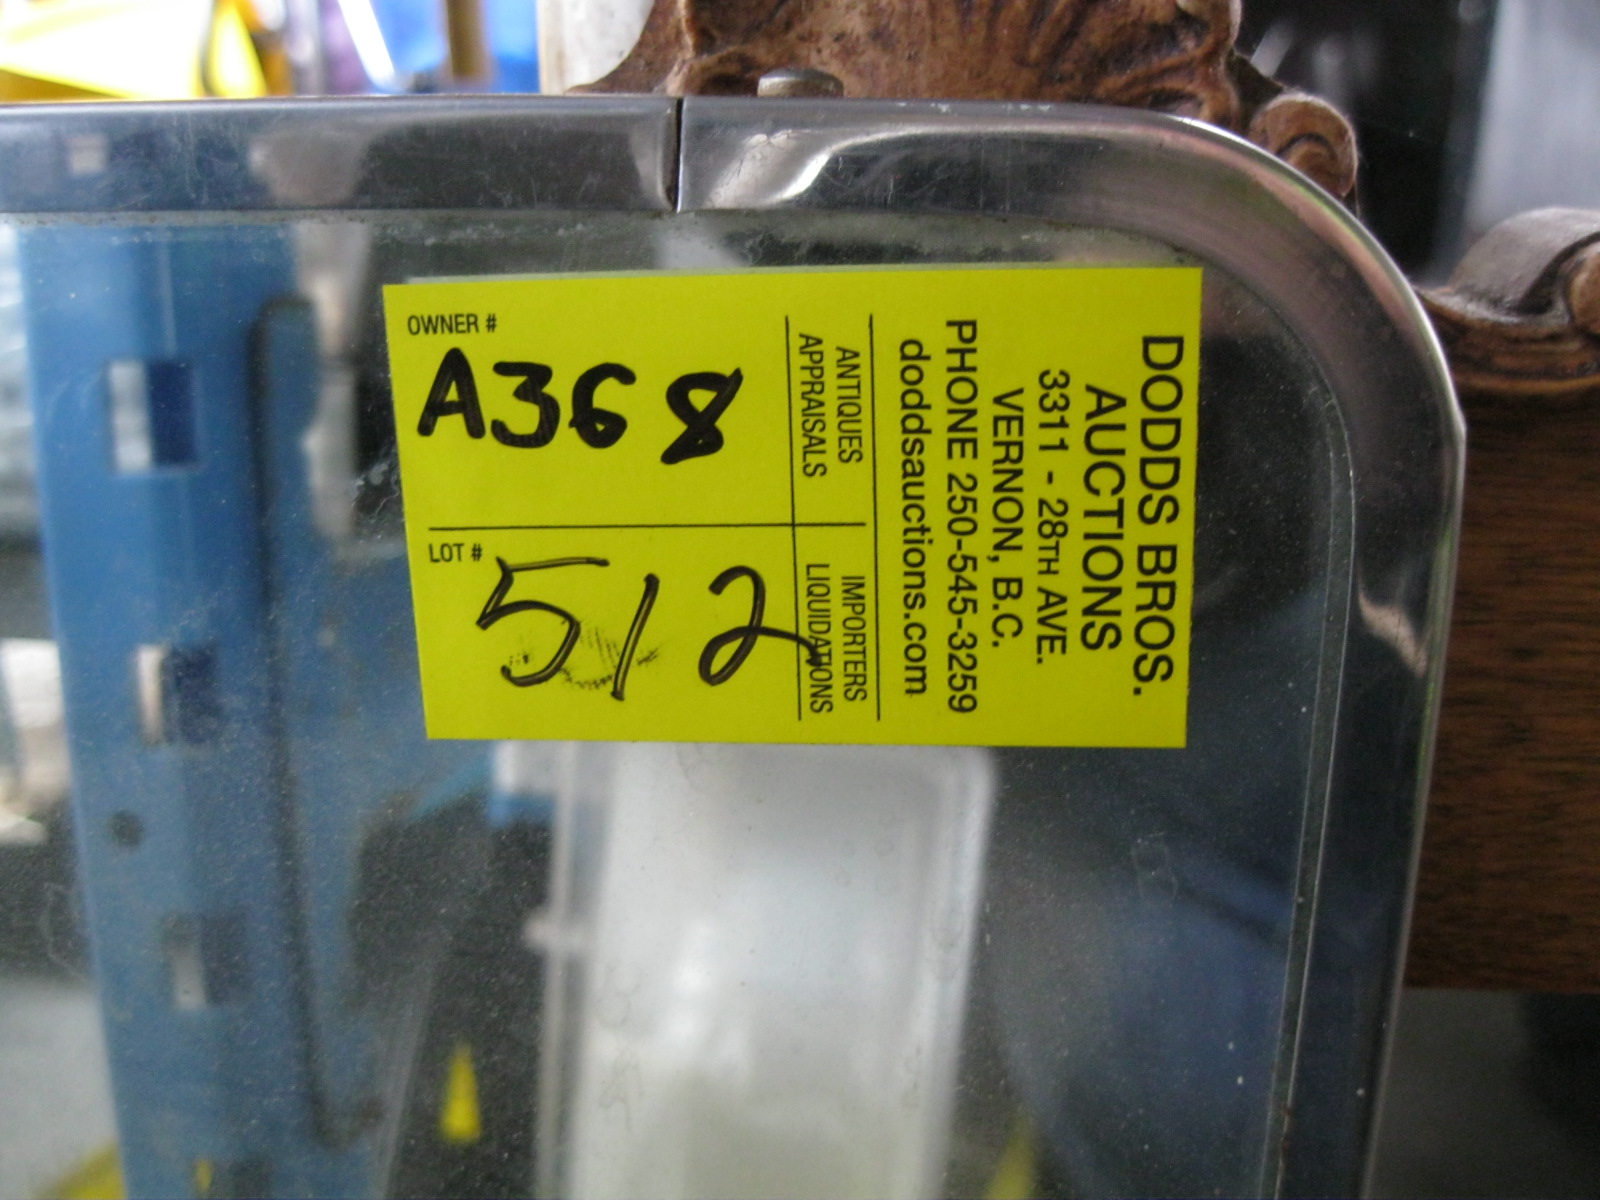 OWNER #
A368
LOT #
512
DODDS BROS.
AUCTIONS
3311 - 28TH AVE.
VERNON, B.C.
PHONE 250-545-3259
doddsauctions.com
ANTIQUES
APPRAISALS
IMPORTERS
LIQUIDATIONS